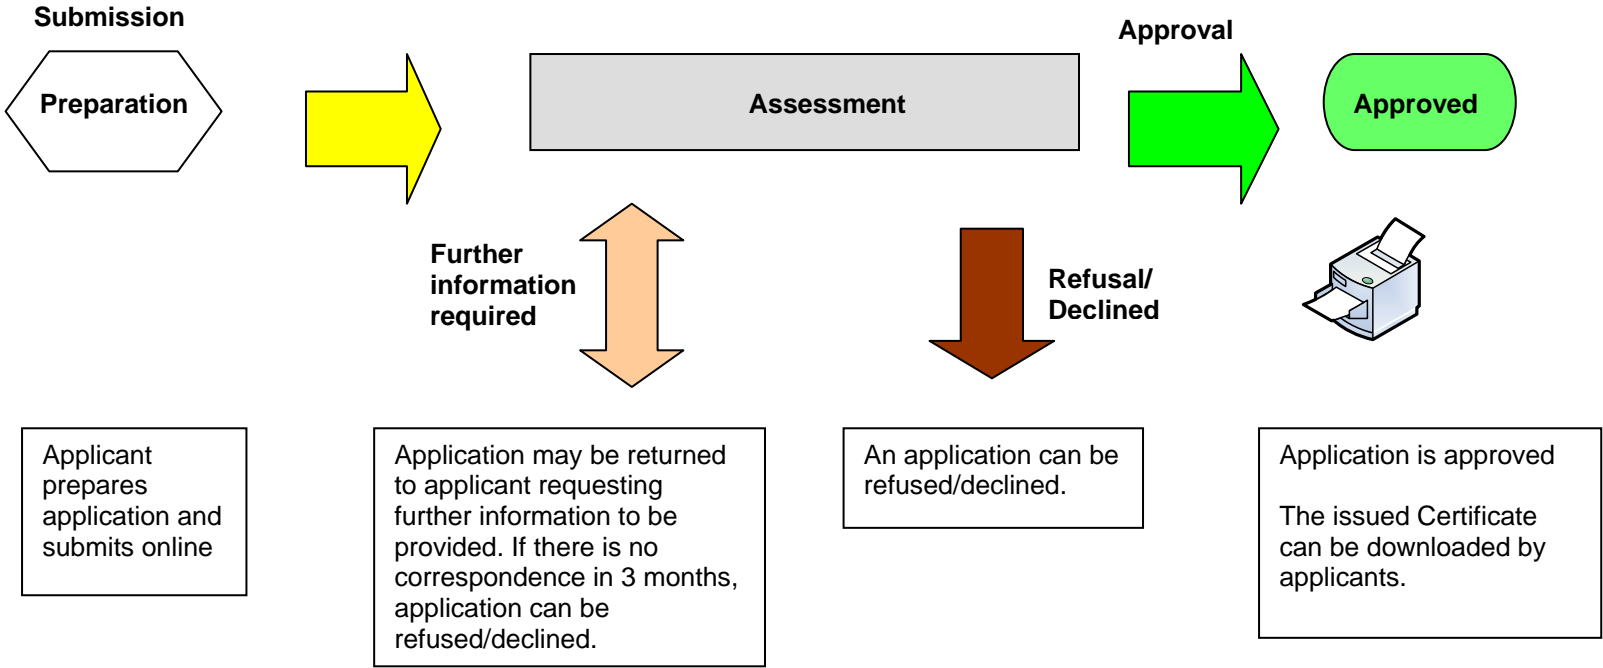 Submission
Preparation
Assessment
Approval
Approved
Further
information
required
Refusal/
Declined
Applicant
prepares
application and
submits online
Application may be returned
to applicant requesting
further information to be
provided. If there is no
correspondence in 3 months,
application can be
refused/declined.
An application can be
refused/declined.
Application is approved
The issued Certificate
can be downloaded by
applicants.